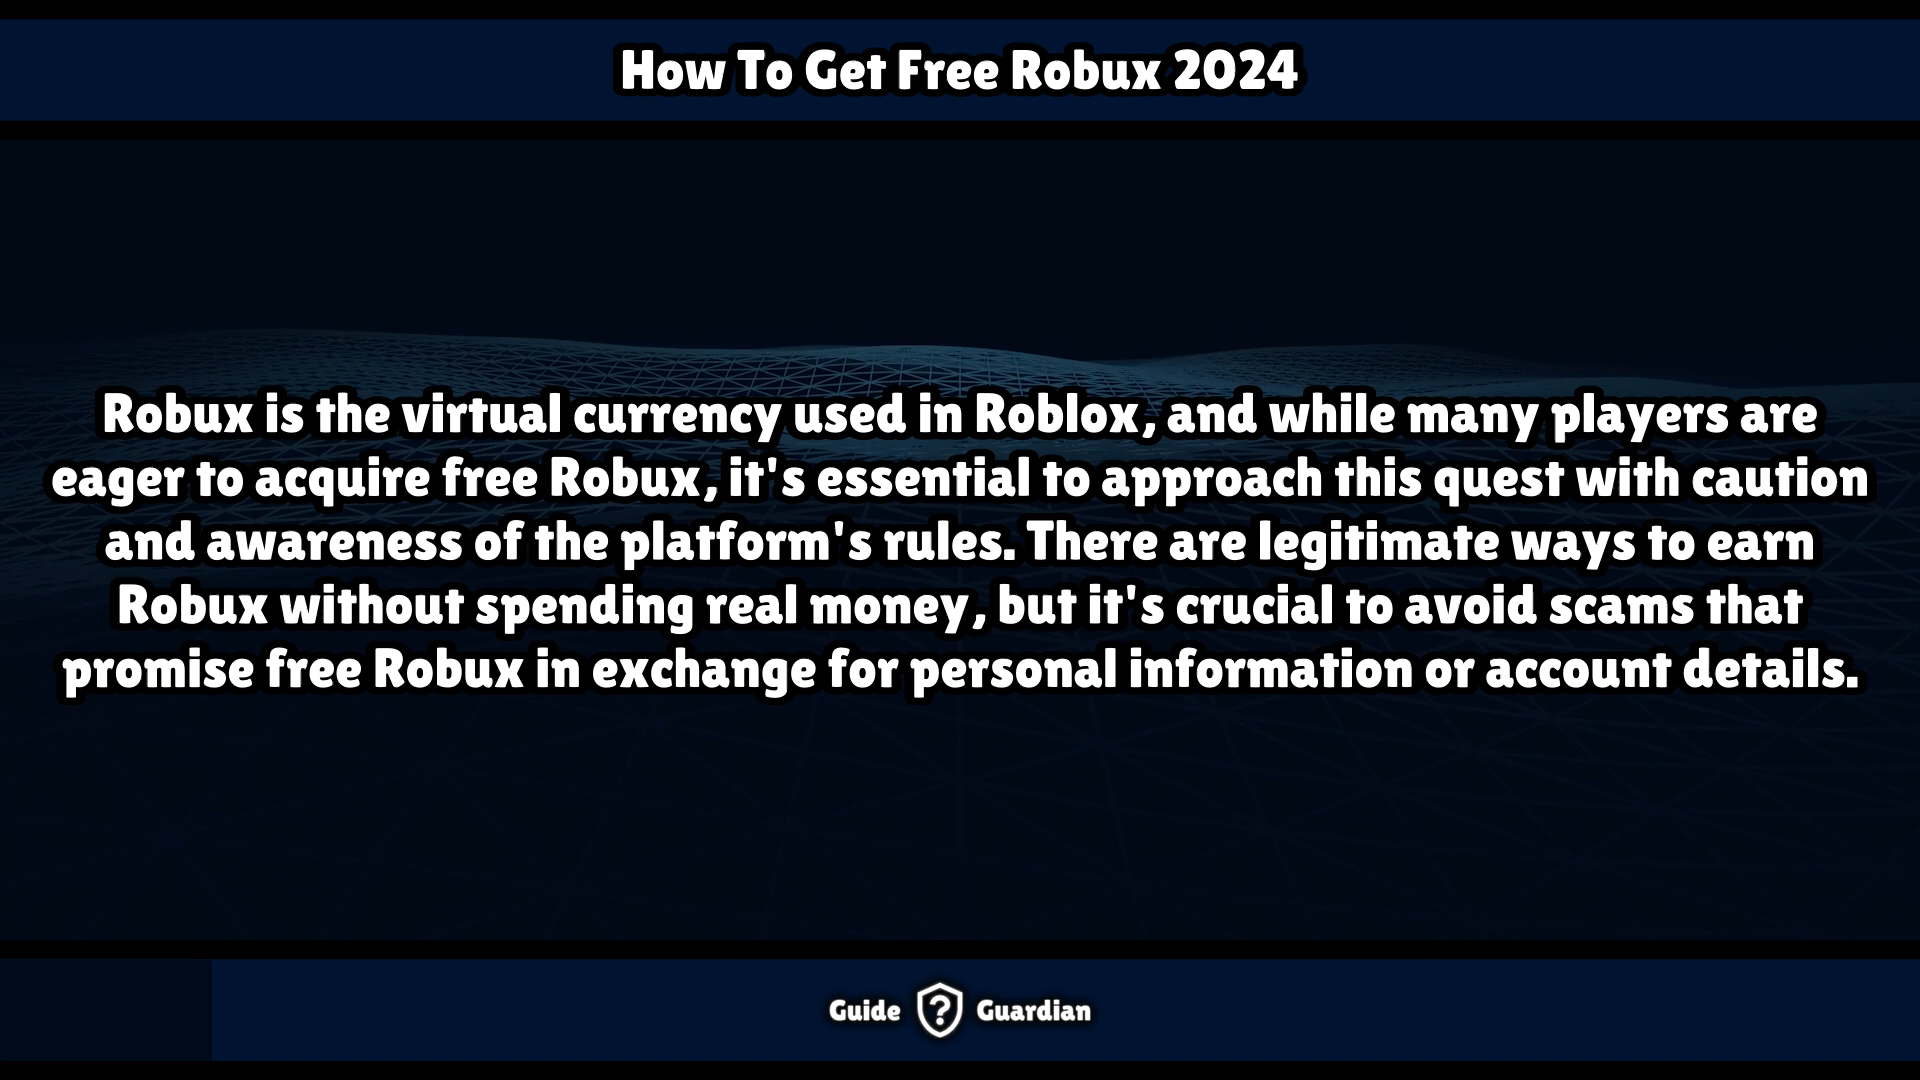 How To Get Free Robux 2024
Robux is the virtual currency used in Roblox, and while many players are
eager to acquire free Robux, it's essential to approach this quest with caution
and awareness of the platform's rules. There are legitimate ways to earn
Robux without spending real money, but it's crucial to avoid scams that
promise free Robux in exchange for personal information or account details.
Guide ? Guardian